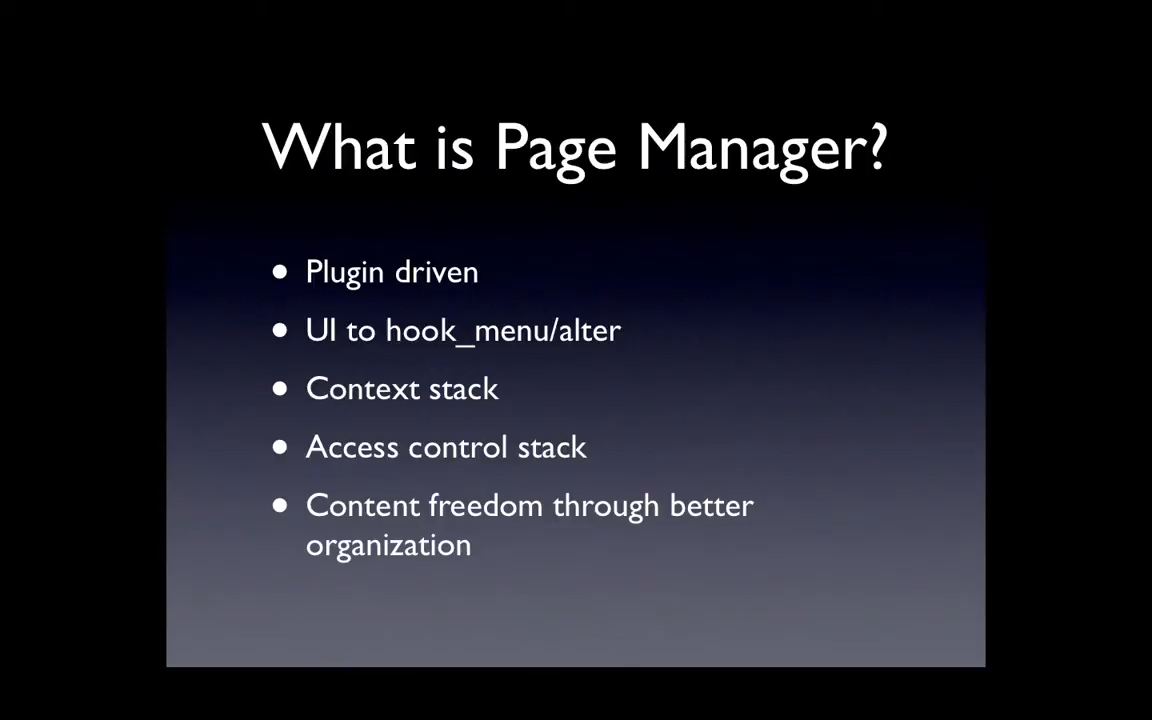 What is Page Manager?
• Plugin driven
• UI to hook_menu/alter
• Context stack
• Access control stack
• Content freedom through better
organization